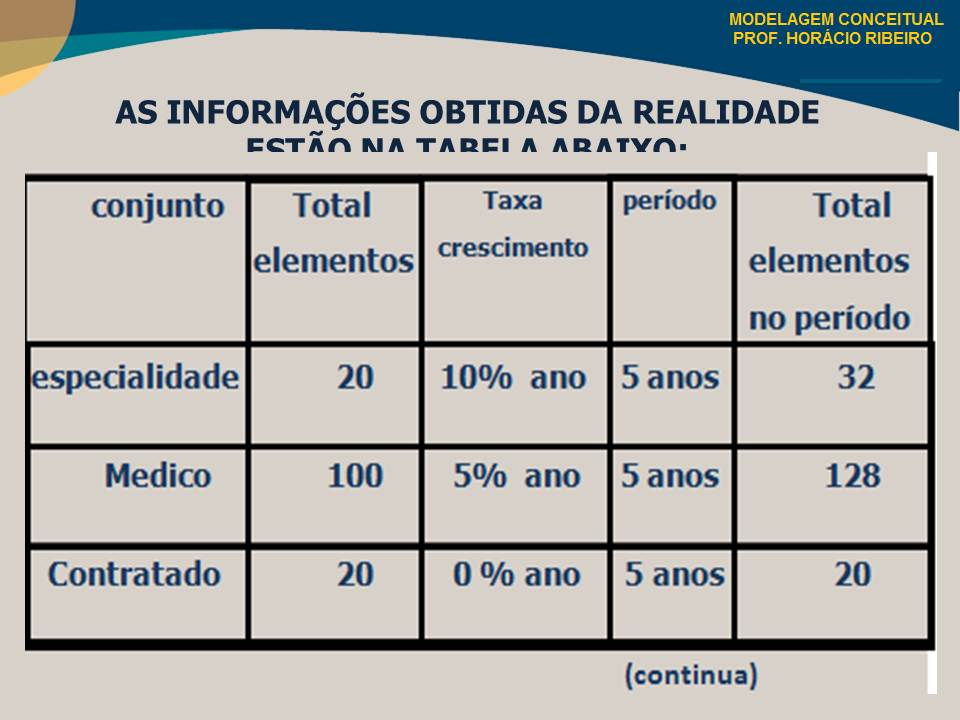 MODELAGEM CONCEITUAL
PROF. HORÁCIO RIBEIRO
AS INFORMAÇÕES OBTIDAS DA REALIDADE
ESTÃO NA TABELA ABAIXO:
conjunto Total elementos Taxa crescimento período Total elementos no período
especialidade 20 10% ano 5 anos 32
Medico 100 5% ano 5 anos 128
Contratado 20 0 % ano 5 anos 20
(continua)